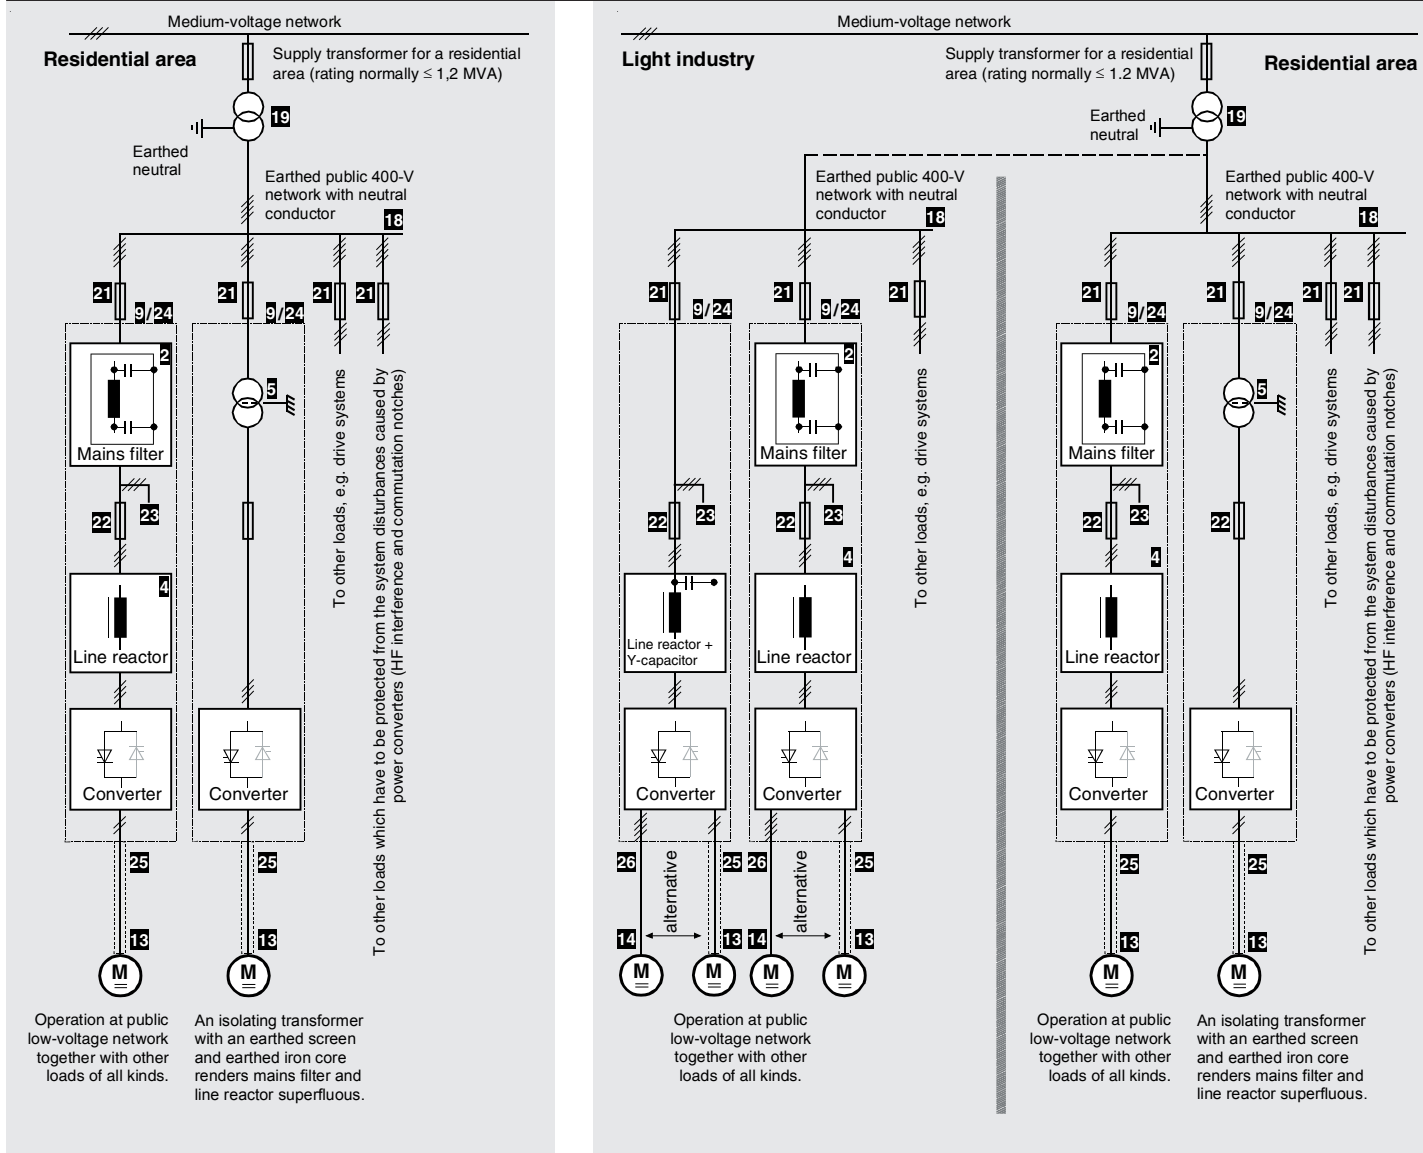 Medium-voltage network
Residential area
Supply transformer for a residential
area (rating normally ≤ 1,2 MVA)
19
Earthed
neutral
Earthed public 400-V
network with neutral
conductor
18
21
21
21
21
9/24
9/24
2
Mains filter
5
22
23
4
Line reactor
Converter
Converter
25
25
13
13
M
M
To other loads, e.g. drive systems
To other loads which have to be protected from the system disturbances caused by
power converters (HF interference and commutation notches)
Operation at public
low-voltage network
together with other
loads of all kinds.
An isolating transformer
with an earthed screen
and earthed iron core
renders mains filter and
line reactor superfluous.
Medium-voltage network
Light industry
Supply transformer for a residential
area (rating normally ≤ 1.2 MVA)
Residential area
Earthed
neutral
19
Earthed public 400-V
network with neutral
conductor
18
21
21
21
9/24
9/24
2
Mains filter
22
23
22
23
4
Line reactor +
Y-capacitor
Line reactor
Converter
Converter
26
alternative
25
26
alternative
25
14
13
14
13
M
M
M
M
To other loads, e.g. drive systems
Operation at public
low-voltage network
together with other
loads of all kinds.
Earthed public 400-V
network with neutral
conductor
18
21
21
21
21
9/24
9/24
2
Mains filter
5
22
23
22
4
Line reactor
Converter
Converter
25
25
13
13
M
M
To other loads, e.g. drive systems
To other loads which have to be protected from the system disturbances caused by
power converters (HF interference and commutation notches)
Operation at public
low-voltage network
together with other
loads of all kinds.
An isolating transformer
with an earthed screen
and earthed iron core
renders mains filter and
line reactor superfluous.